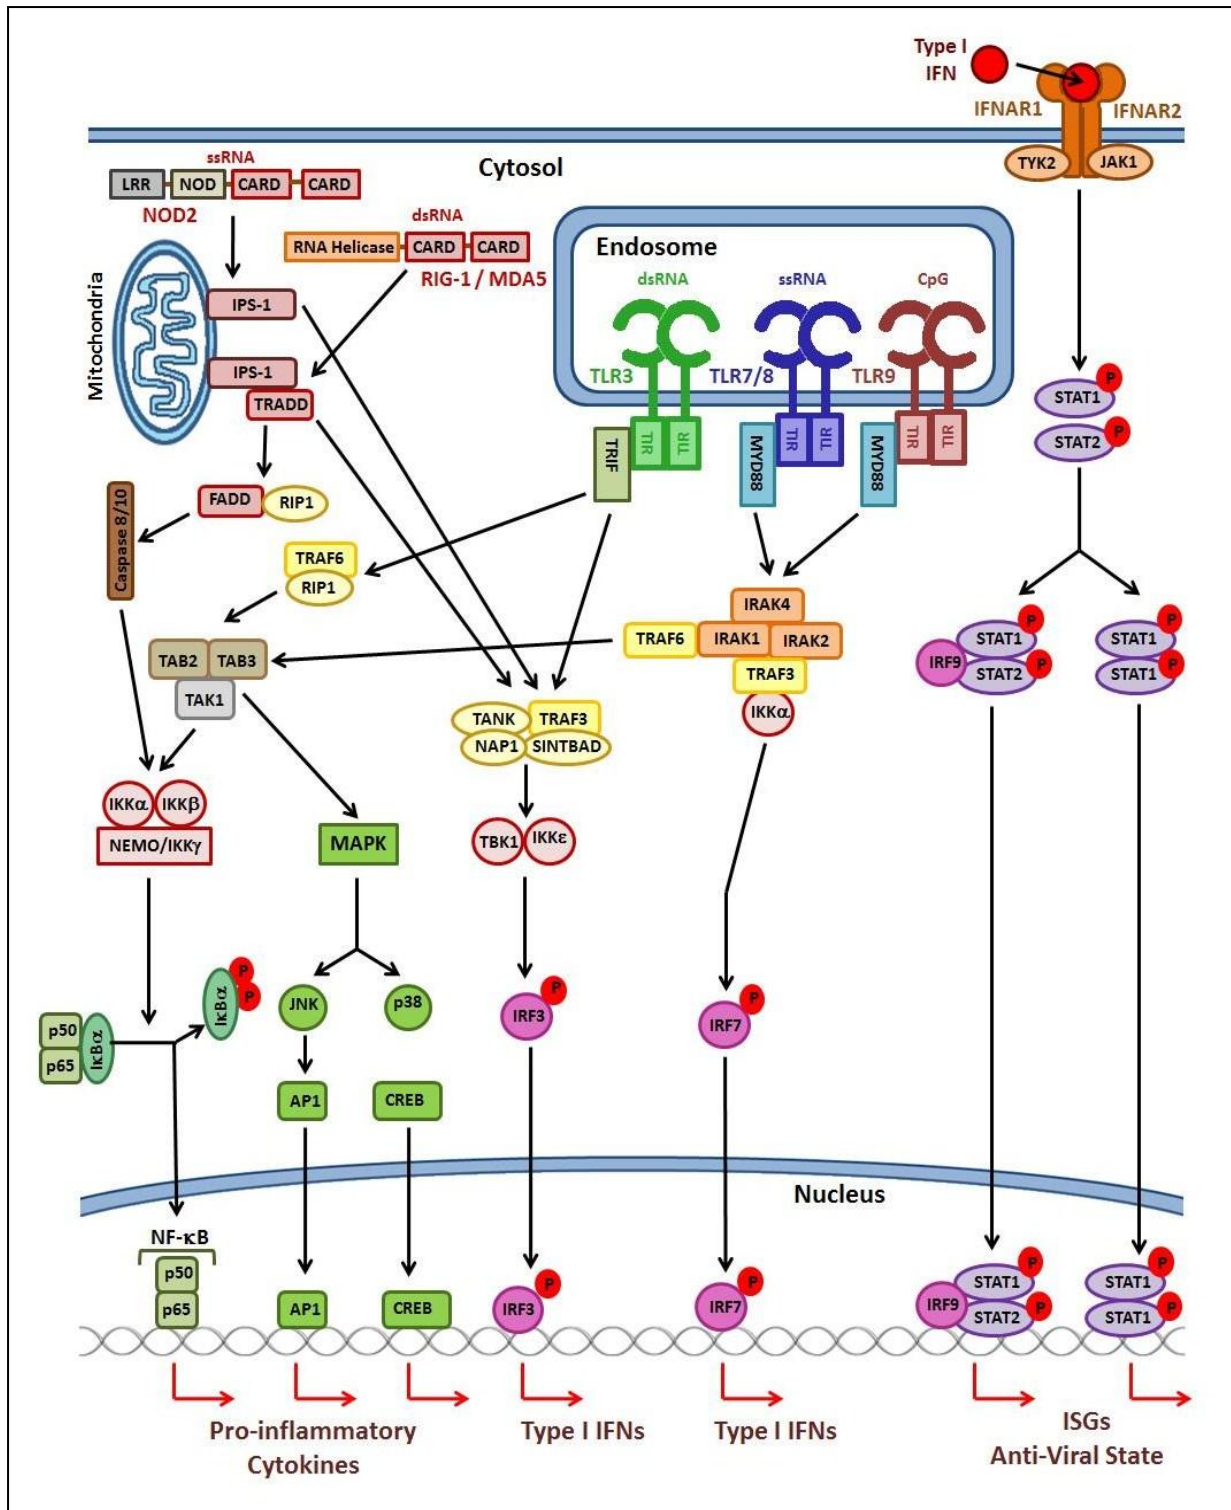 Type I
IFN
IFNAR1
IFNAR2
TYK2
JAK1
Cytosol
ssRNA
LRR
NOD
CARD
CARD
NOD2
dsRNA
RNA Helicase
CARD
CARD
RIG-1 / MDA5
Mitochondria
IPS-1
IPS-1
TRADD
Endosome
dsRNA
ssRNA
CpG
TLR3
TLR7/8
TLR9
TRIF
TIR
TIR
MYD88
TIR
TIR
MYD88
TIR
TIR
P
STAT1
P
STAT2
FADD
RIP1
Caspase 8/10
TRAF6
RIP1
IRAK4
TRAF6
IRAK1
IRAK2
TRAF3
IKKα
TAB2
TAB3
TAK1
P
STAT1
P
IRF9
STAT2
P
STAT1
P
STAT1
TANK
TRAF3
NAP1
SINTBAD
IKKα
IKKβ
NEMO/IKKγ
MAPK
TBK1
IKKε
P
P
IκBα
p50
p65
IκBα
JNK
p38
P
IRF3
P
IRF7
AP1
CREB
Nucleus
NF-κB
p50
p65
AP1
CREB
P
IRF3
P
IRF7
P
STAT1
P
IRF9
STAT2
P
STAT1
P
STAT1
Pro-inflammatory
Cytokines
Type I IFNs
Type I IFNs
ISGs
Anti-Viral State